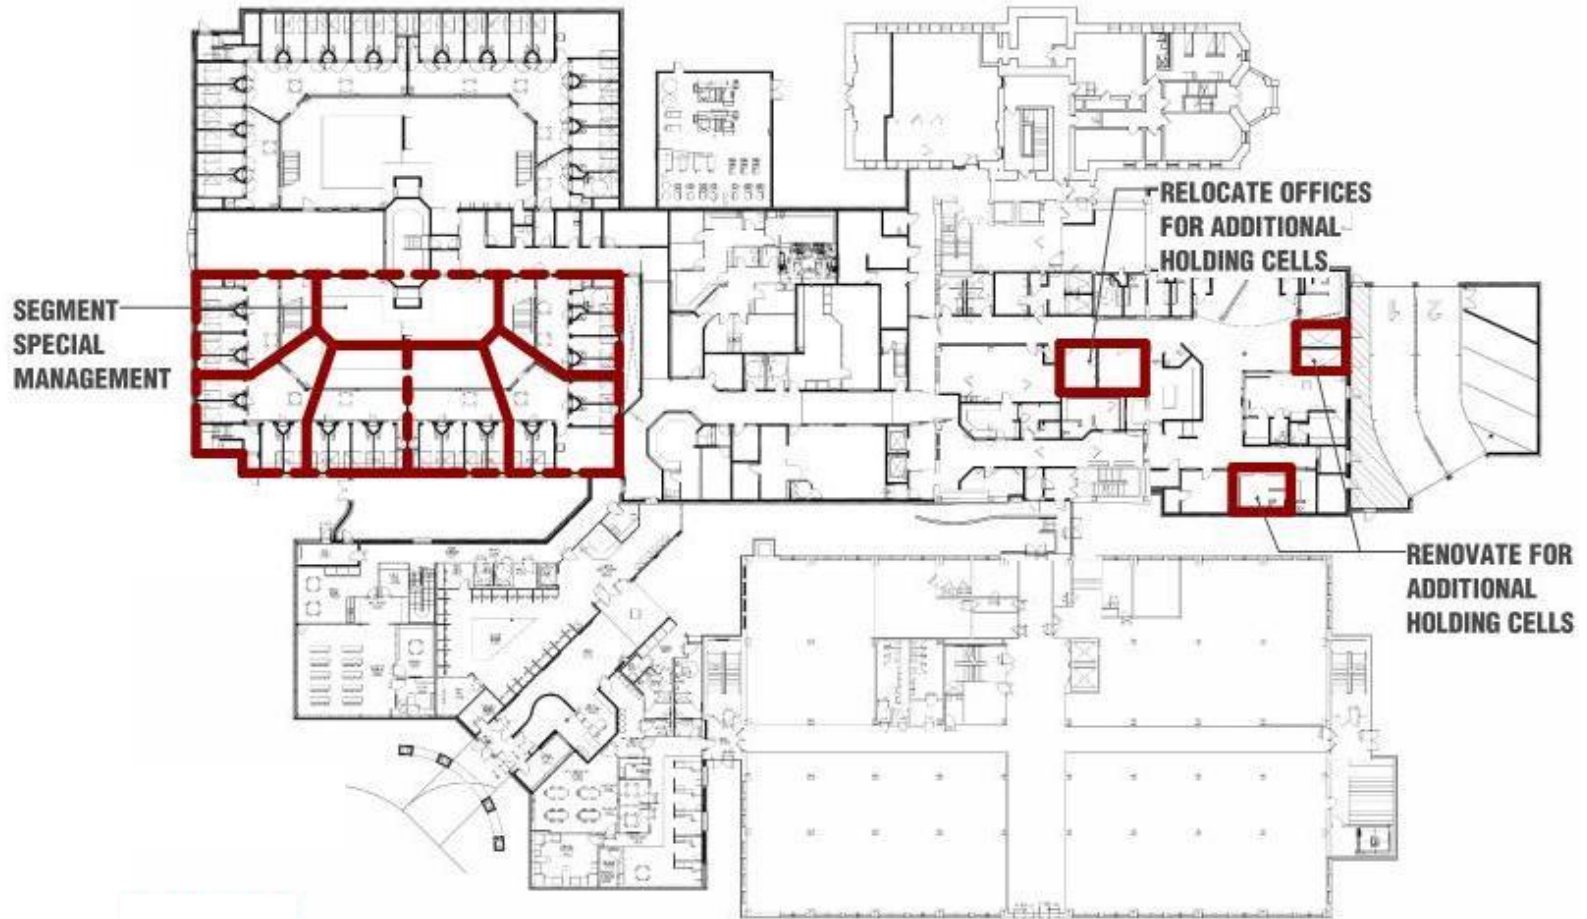 RELOCATE OFFICES
FOR ADDITIONAL
HOLDING CELLS
SEGMENT
SPECIAL
MANAGEMENT
RENOVATE FOR
ADDITIONAL
HOLDING CELLS